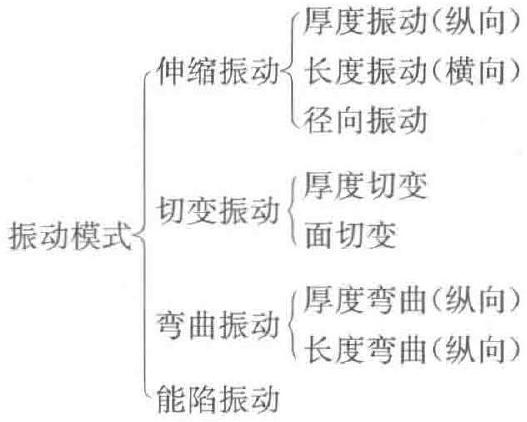 振动模式
伸缩振动
厚度振动(纵向)
长度振动(横向)
径向振动
切变振动
厚度切变
面切变
弯曲振动
厚度弯曲(纵向)
长度弯曲(纵向)
能陷振动